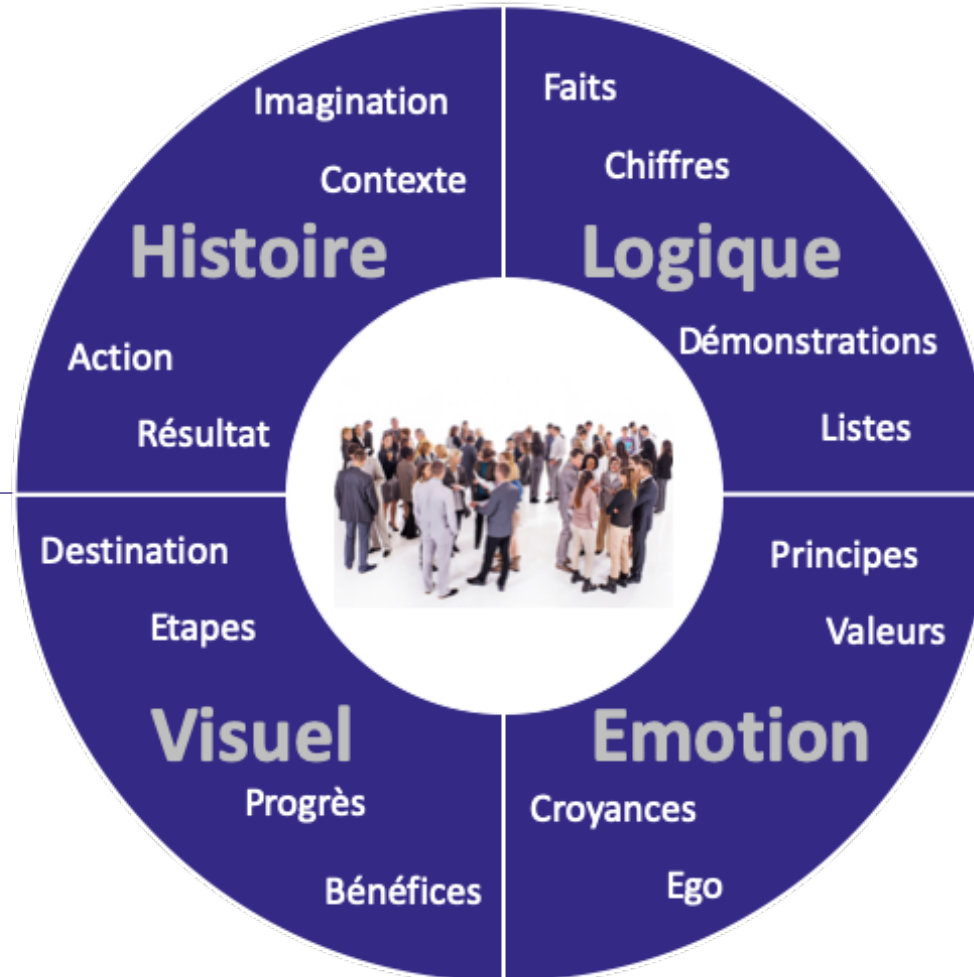 Imagination
Contexte
Histoire
Action
Résultat
Faits
Chiffres
Logique
Démonstrations
Listes
Destination
Etapes
Visuel
Progrès
Bénéfices
Principes
Valeurs
Emotion
Croyances
Ego